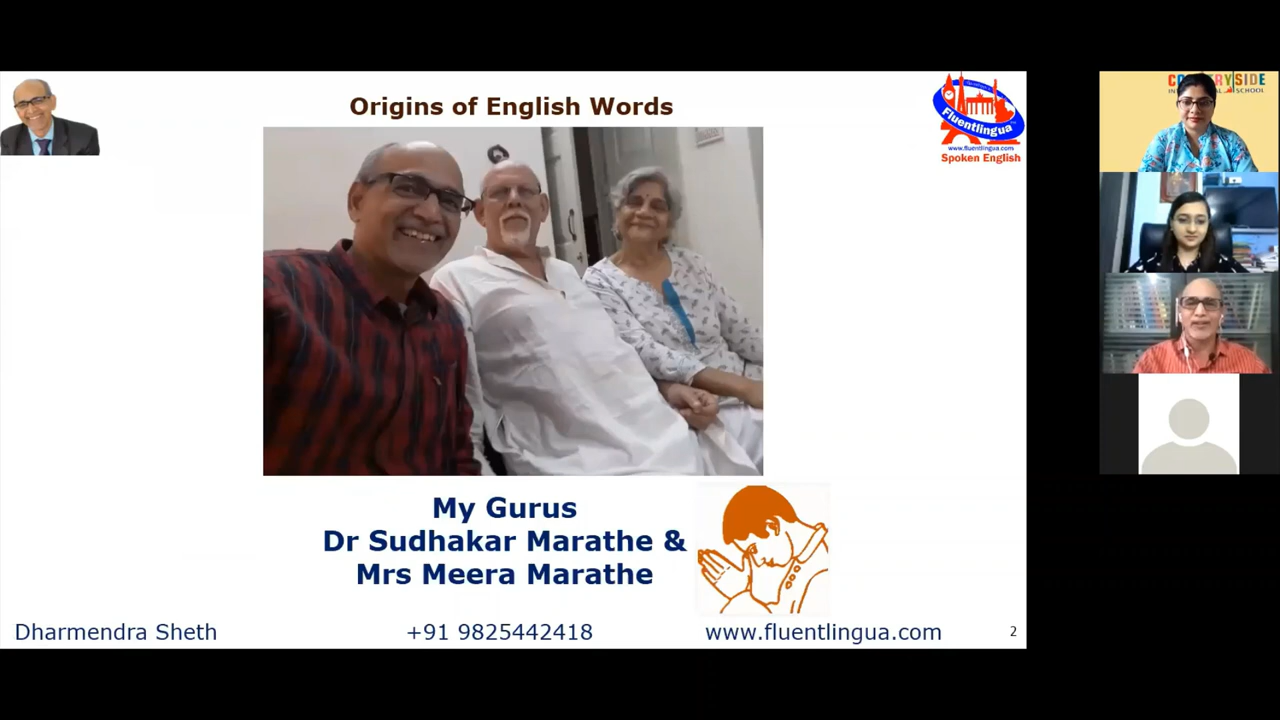 Origins of English Words
Fluentlingua
www.fluentlingua.com
Spoken English
My Gurus
Dr Sudhakar Marathe &
Mrs Meera Marathe
Dharmendra Sheth
+91 9825442418
www.fluentlingua.com
2
SCHOOL